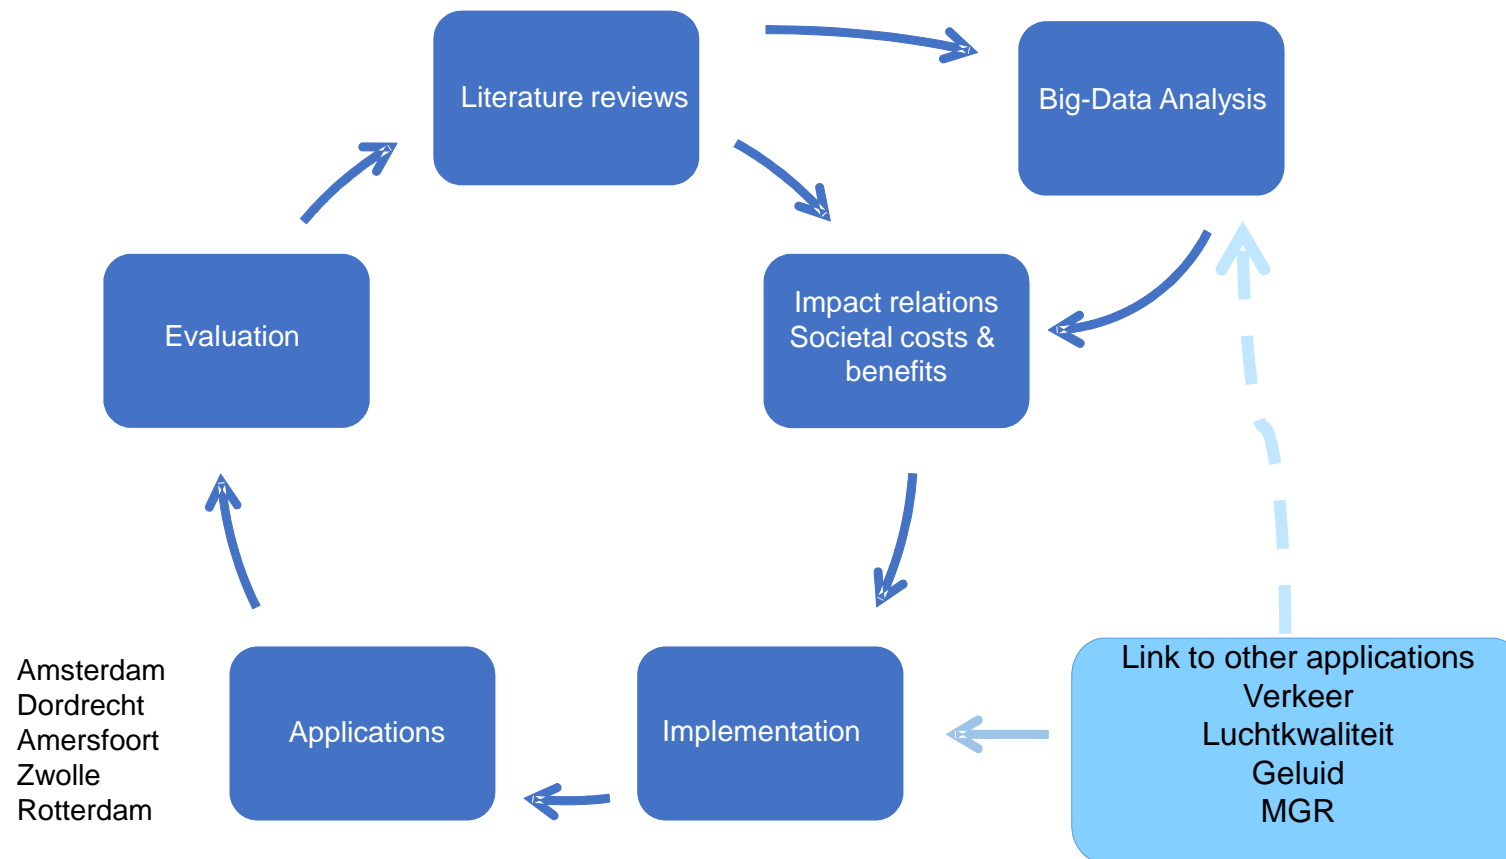 Literature reviews
Big-Data Analysis
Evaluation
Impact relations
Societal costs &
benefits
Amsterdam
Dordrecht
Amersfoort
Zwolle
Rotterdam
Applications
Implementation
Link to other applications
Verkeer
Luchtkwaliteit
Geluid
MGR